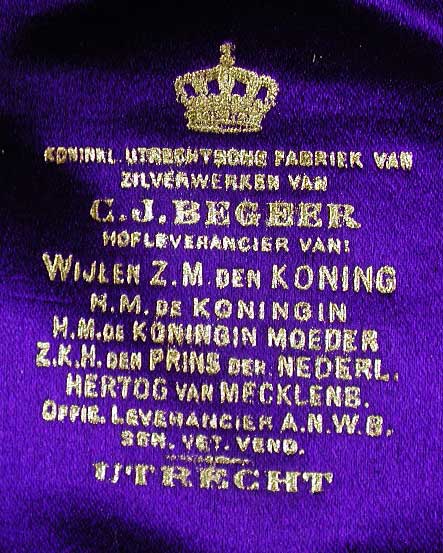 KONINKL. UTRECHTSCHE FABRIEK VAN
ZILVERWERKEN VAN
C.J. BEGEER
HOFLEVERANCIER VAN:
WIJLEN Z.M. DEN KONING
H.M. DE KONINGIN
H.M. DE KONINGIN MOEDER
Z.K.H. DEN PRINS DER NEDERL.
HERTOG VAN MECKLENB.
OFFIC. LEVERANCIER A.N.W.B.
GEN. VET. VEND.
UTRECHT